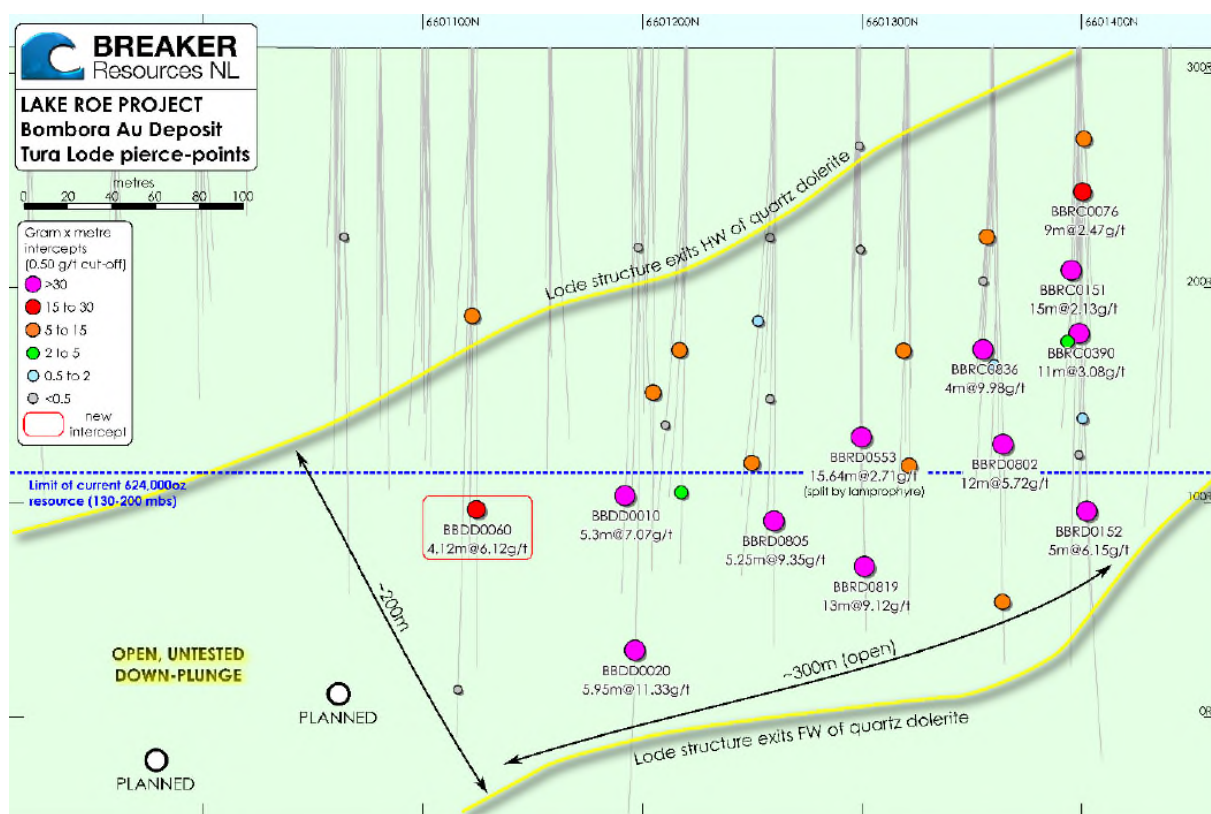 6601100N
6601200N
6601300N
6601400N
BREAKER
Resources NL
LAKE ROE PROJECT
Bombora Au Deposit
Tura Lode pierce-points
metres
0 20 40 60 80 100
Gram x metre
intercepts
(0.50 g/t cut-off)
>30
15 to 30
5 to 15
2 to 5
0.5 to 2
<0.5
new
intercept
300R
200R
100R
0R
Lode structure exits HW of quartz dolerite
BBRC0076
9m@2.47g/t
BBRC0151
15m@2.13g/t
BBRC0390
11m@3.08g/t
BBRC0836
4m@9.98g/t
BBRD0553
15.64m@2.71g/t
(split by lamprophyre)
BBRD0802
12m@5.72g/t
Limit of current 624,000oz
resource (130-200 mbs)
BBDD0060
4.12m@6.12g/t
BBDD0010
5.3m@7.07g/t
BBRD0805
5.25m@9.35g/t
BBRD0819
13m@9.12g/t
BBRD0152
5m@6.15g/t
~200m
BBDD0020
5.95m@11.33g/t
~300m (open)
OPEN, UNTESTED
DOWN-PLUNGE
PLANNED
PLANNED
Lode structure exits FW of quartz dolerite